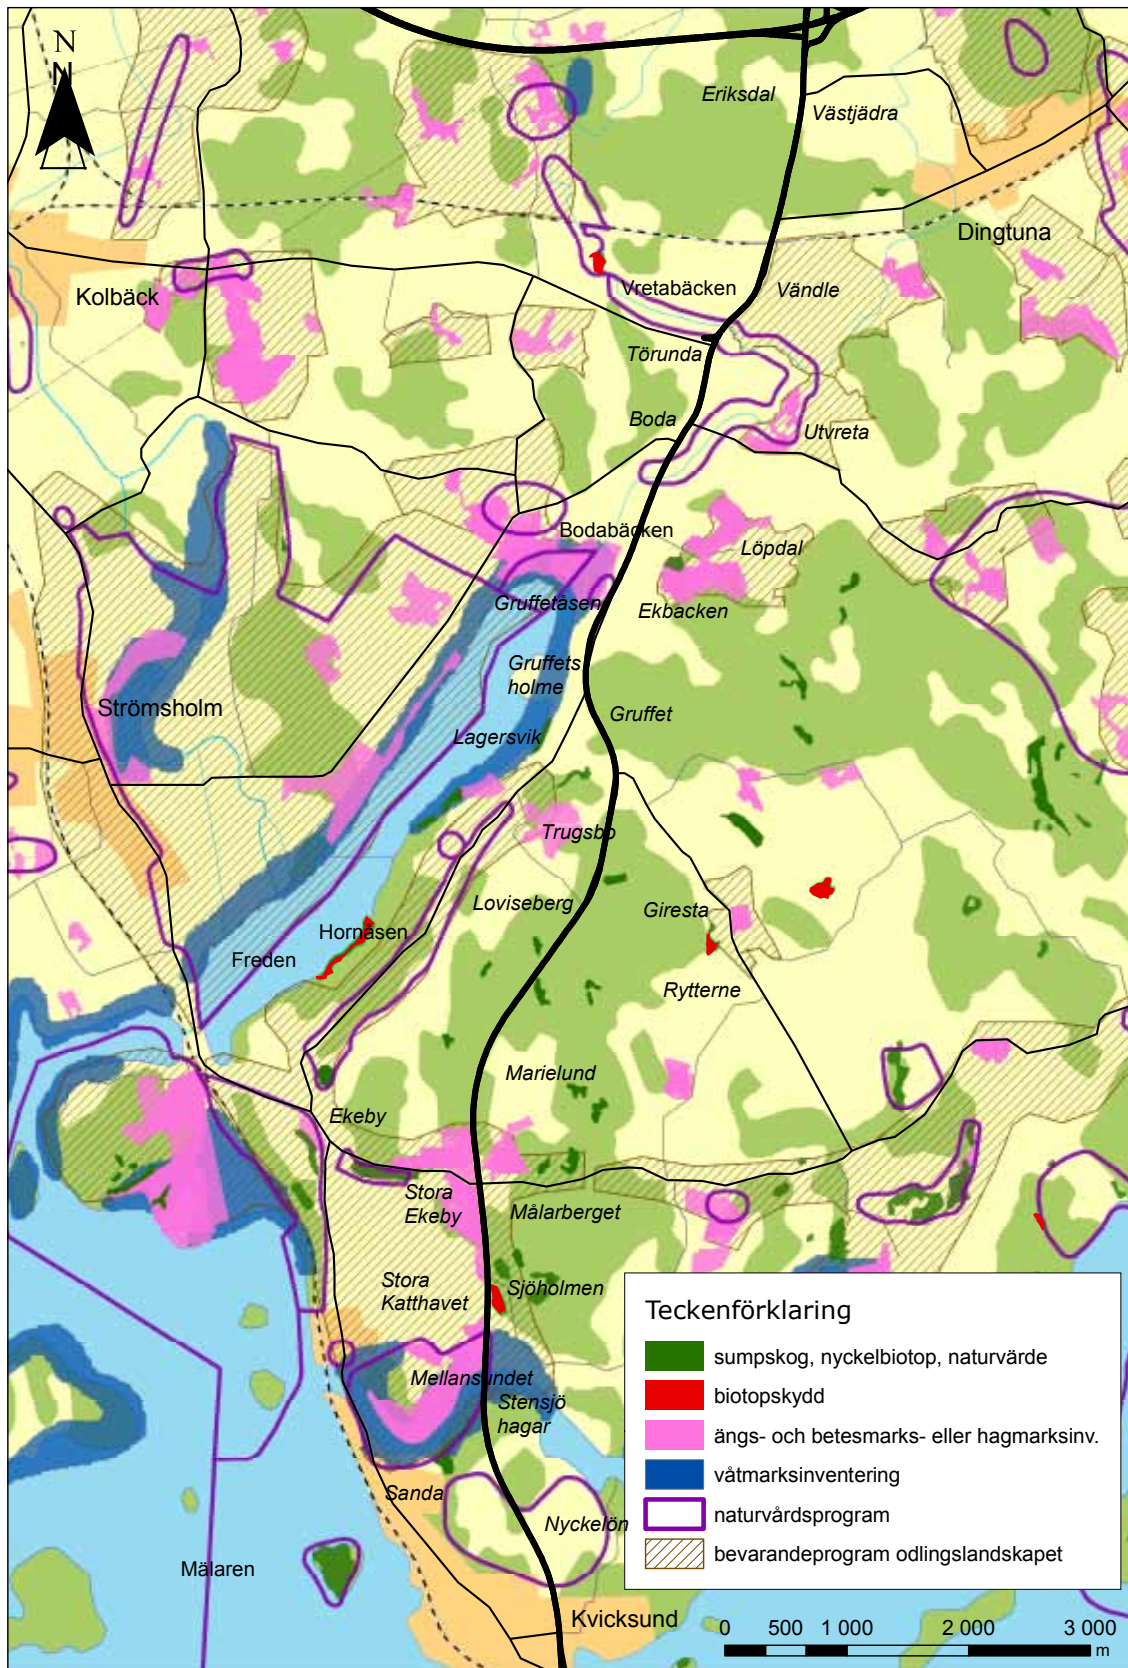 N
N
Eriksdal
Västjädra
Dingtuna
Kolbäck
Vretabäcken
Vändle
Törunda
Boda
Utvreta
Bodabäcken
Löpdal
Gruffetåsen
Ekbacken
Gruffets
holme
Strömsholm
Gruffet
Lagersvik
Trugsbo
Loviseberg
Giresta
Hornåsen
Freden
Rytterne
Marielund
Ekeby
Stora
Ekeby
Målarberget
Stora
Katthavet
Sjöholmen
Mellansundet
Stensjö
hagar
Sanda
Nyckelön
Mälaren
Kvicksund
Teckenförklaring
sumpskog, nyckelbiotop, naturvärde
biotopskydd
ängs- och betesmarks- eller hagmarksinv.
våtmarksinventering
naturvårdsprogram
bevarandeprogram odlingslandskapet
0 500 1 000 2 000 3 000
m